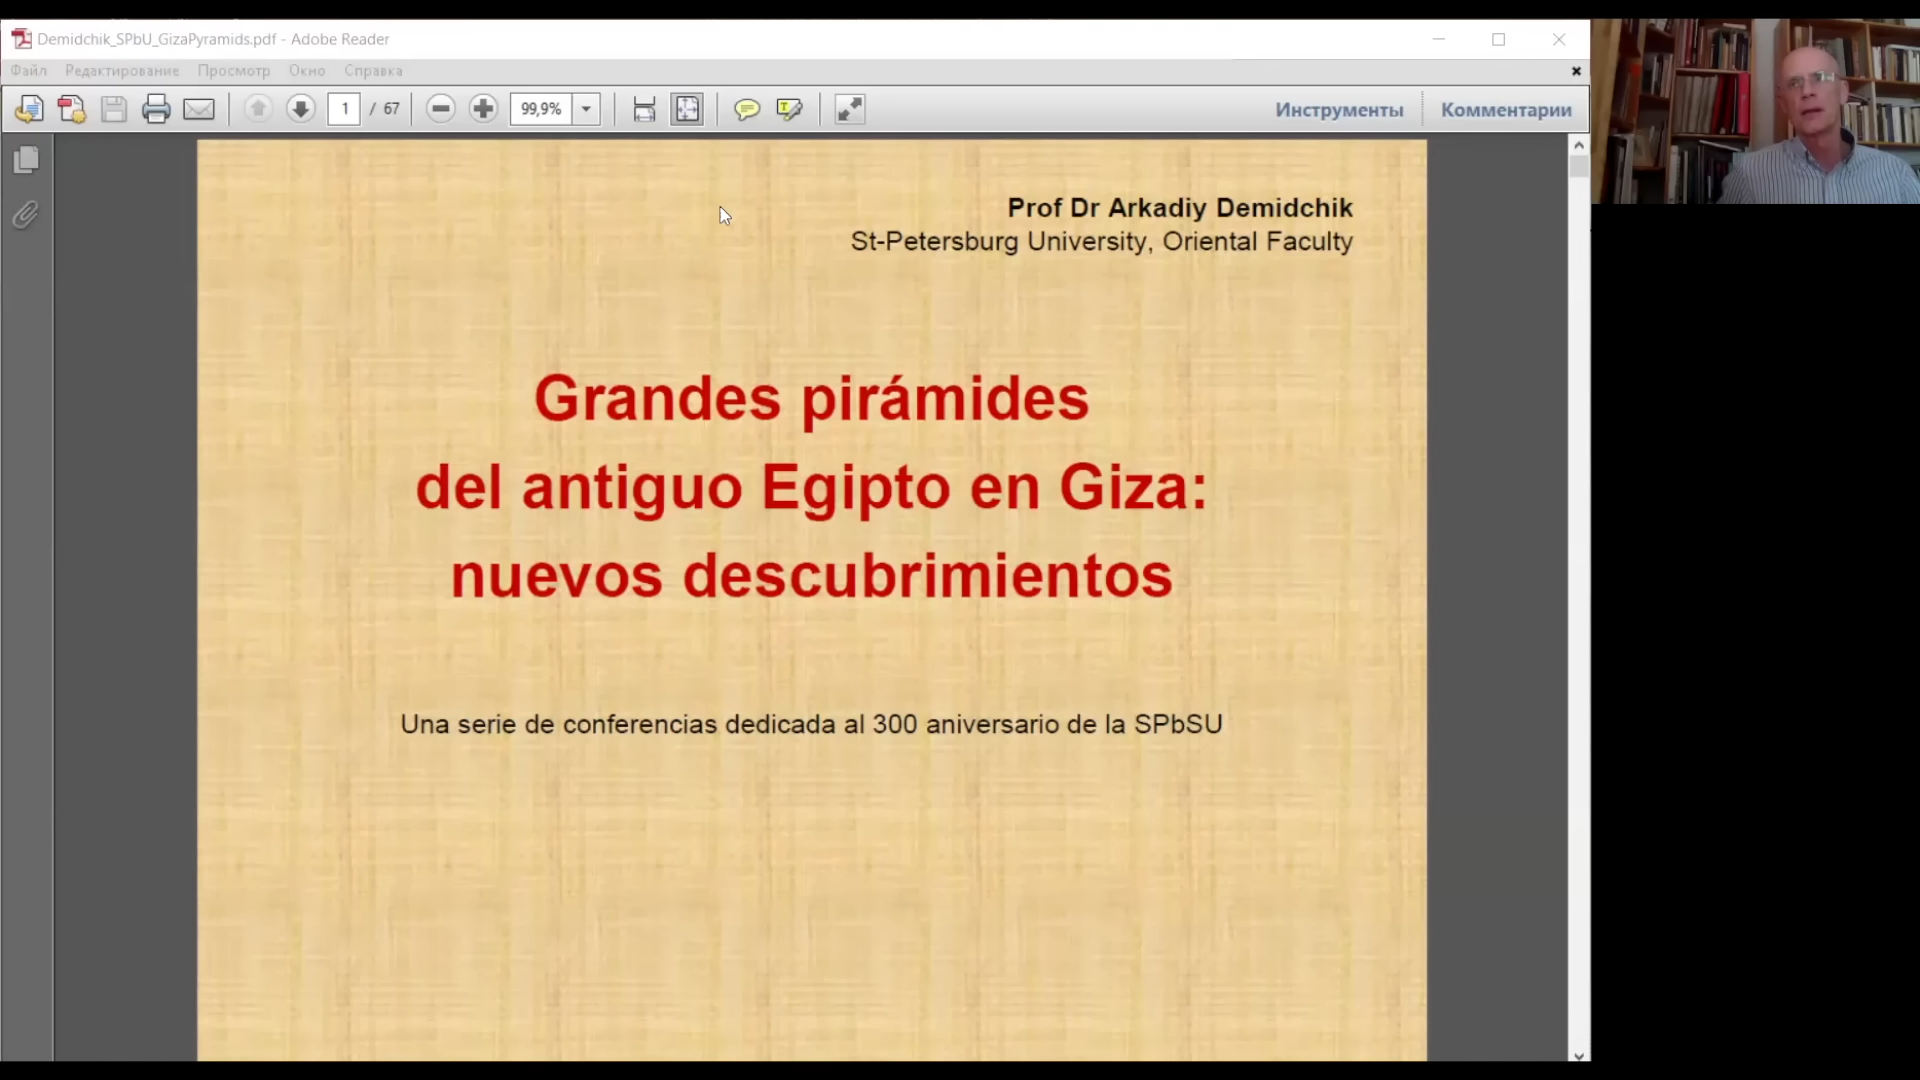 Demidchik_SPbU_GizaPyramids.pdf - Adobe Reader
Файл Редактирование Просмотр Окно Справка
1 / 67 99,9% Инструменты Комментарии
Prof Dr Arkadiy Demidchik
St-Petersburg University, Oriental Faculty
Grandes pirámides
del antiguo Egipto en Giza:
nuevos descubrimientos
Una serie de conferencias dedicada al 300 aniversario de la SPbSU